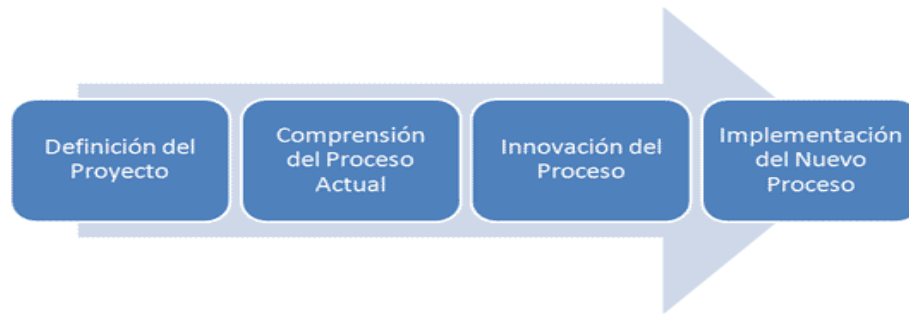 Definición del
Proyecto
Comprensión
del Proceso
Actual
Innovación del
Proceso
Implementación
del Nuevo
Proceso